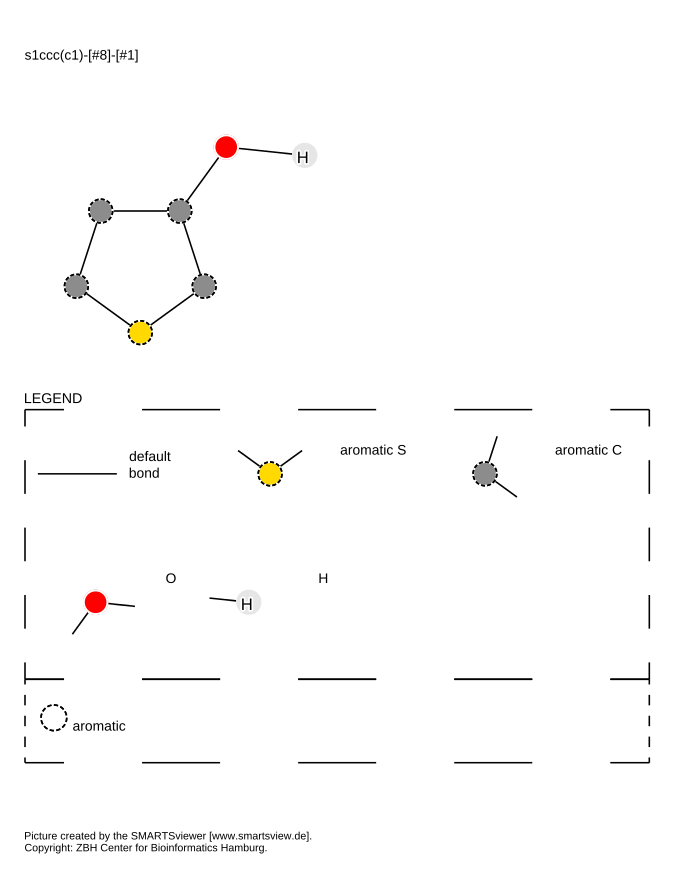 s1ccc(c1)-[#8]-[#1]
H
LEGEND
default
bond
aromatic S
aromatic C
O
H
H
aromatic
Picture created by the SMARTSviewer [www.smartsview.de].
Copyright: ZBH Center for Bioinformatics Hamburg.